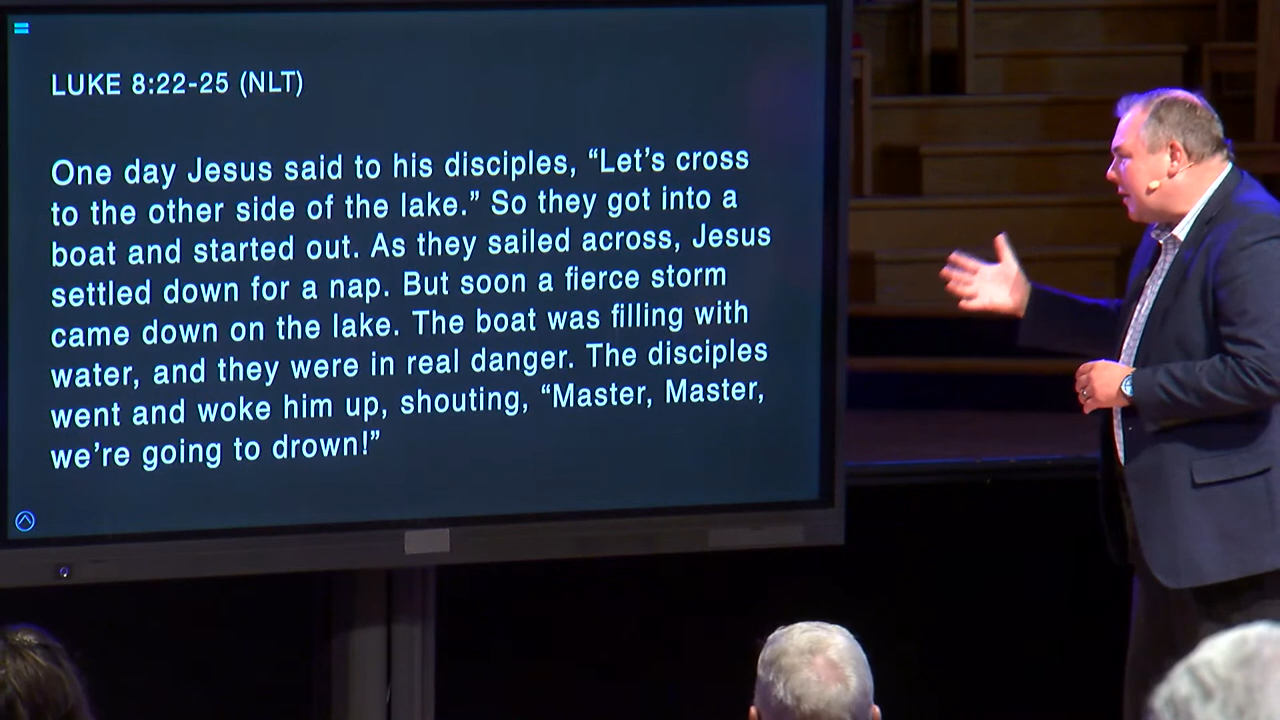 LUKE 8:22-25 (NLT)
One day Jesus said to his disciples, “Let’s cross
to the other side of the lake.” So they got into a
boat and started out. As they sailed across, Jesus
settled down for a nap. But soon a fierce storm
came down on the lake. The boat was filling with
water, and they were in real danger. The disciples
went and woke him up, shouting, “Master, Master,
we’re going to drown!”